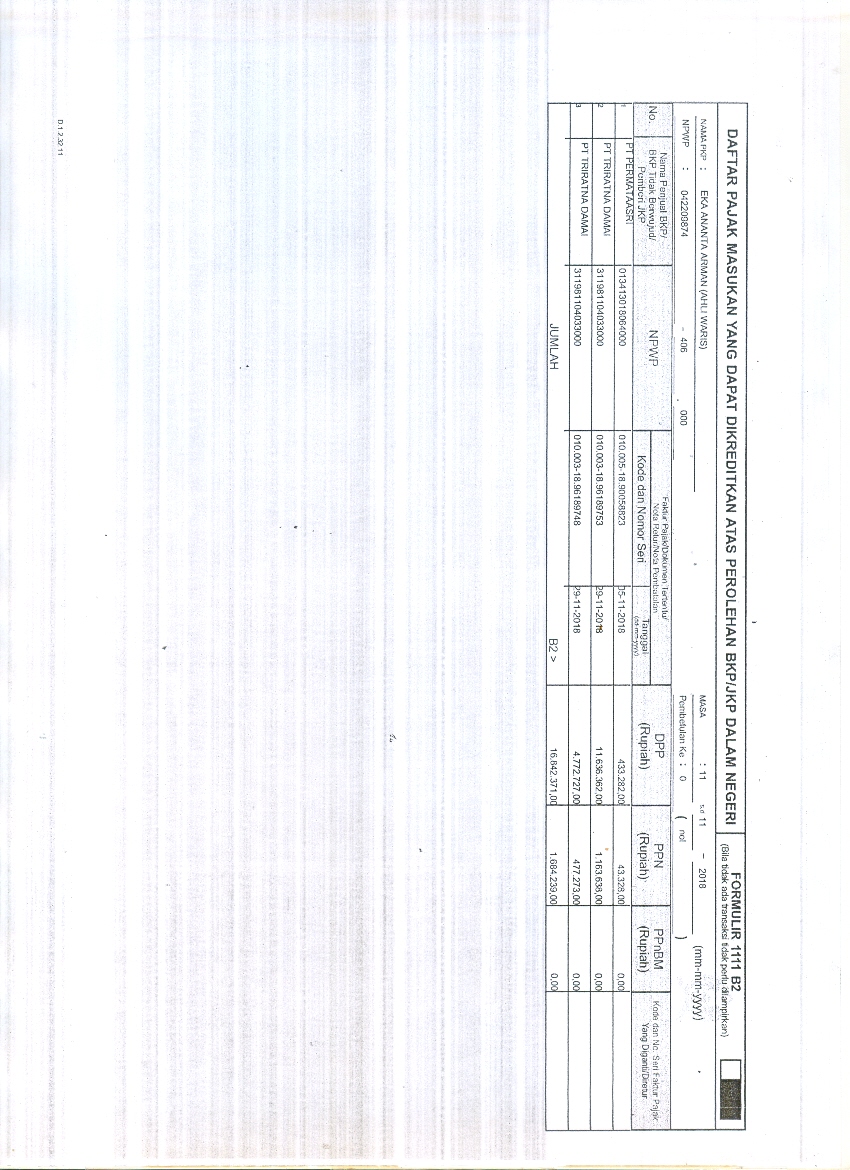 DAFTAR PAJAK MASUKAN YANG DAPAT DIKREDITKAN ATAS PEROLEHAN BKP/JKP DALAM NEGERI
FORMULIR 1111 B2
(Bila tidak ada transaksi tidak perlu dilampirkan)
NAMA PKP : EKA ANANTA ARMAN (AHLI WARIS)
MASA : 11 s.d 11 – 2018 (mm-mm-yyyy)
NPWP : 042209874 – 406 . 000
Pembetulan Ke : 0 ( nol )
No.
Nama Penjual BKP/
BKP Tidak Berwujud/
Pemberi JKP
NPWP
Faktur Pajak/Dokumen Tertentu/
Nota Retur/Nota Pembatalan
Kode dan Nomor Seri
Tanggal
(dd-mm-yyyy)
DPP
(Rupiah)
PPN
(Rupiah)
PPnBM
(Rupiah)
Kode dan No. Seri Faktur Pajak
Yang Diganti/Diretur
1 PT PERMATAASRI 013413018064000 010.005-18.90058823 05-11-2018 433.282,00 43.328,00 0,00
2 PT TRIRATNA DAMAI 311981104033000 010.003-18.96189753 29-11-2018 11.636.362,00 1.163.638,00 0,00
3 PT TRIRATNA DAMAI 311981104033000 010.003-18.96189748 29-11-2018 4.772.727,00 477.273,00 0,00
JUMLAH B2 > 16.842.371,00 1.684.239,00 0,00
D.1.2.32.11